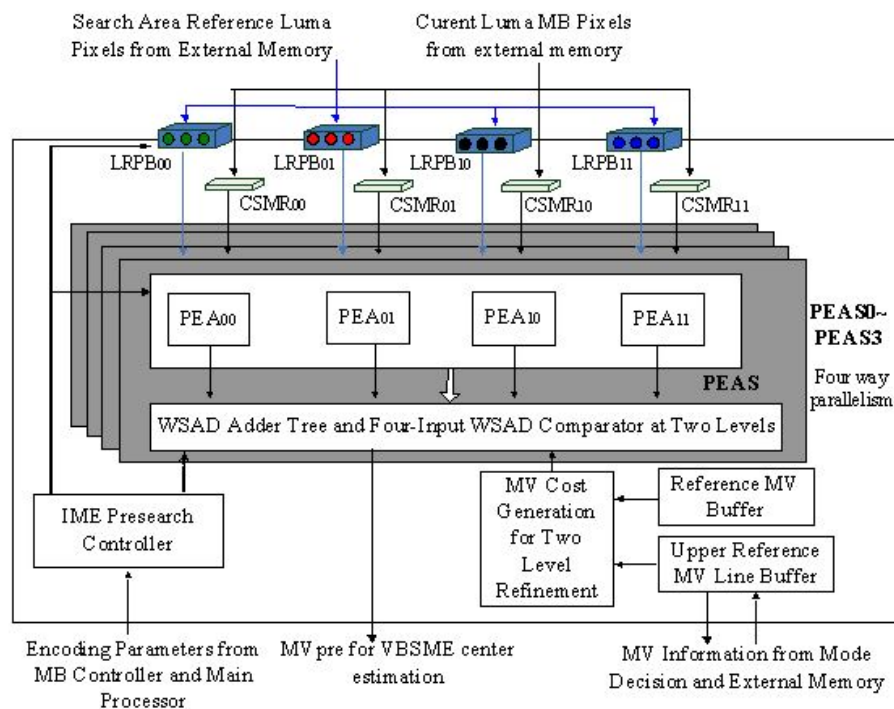 Search Area Reference Luma
Pixels from External Memory
Curent Luma MB Pixels
from external memory
LRPB00
LRPB01
LRPB10
LRPB11
CSMR00
CSMR01
CSMR10
CSMR11
PEA00
PEA01
PEA10
PEA11
PEAS0~
PEAS3
PEAS
Four way
parallelism
WSAD Adder Tree and Four-Input WSAD Comparator at Two Levels
IME Presearch
Controller
MV Cost
Generation
for Two
Level
Refinement
Reference MV
Buffer
Upper Reference
MV Line Buffer
Encoding Parameters from
MB Controller and Main
Processor
MV pre for VBSME center
estimation
MV Information from Mode
Decision and External Memory